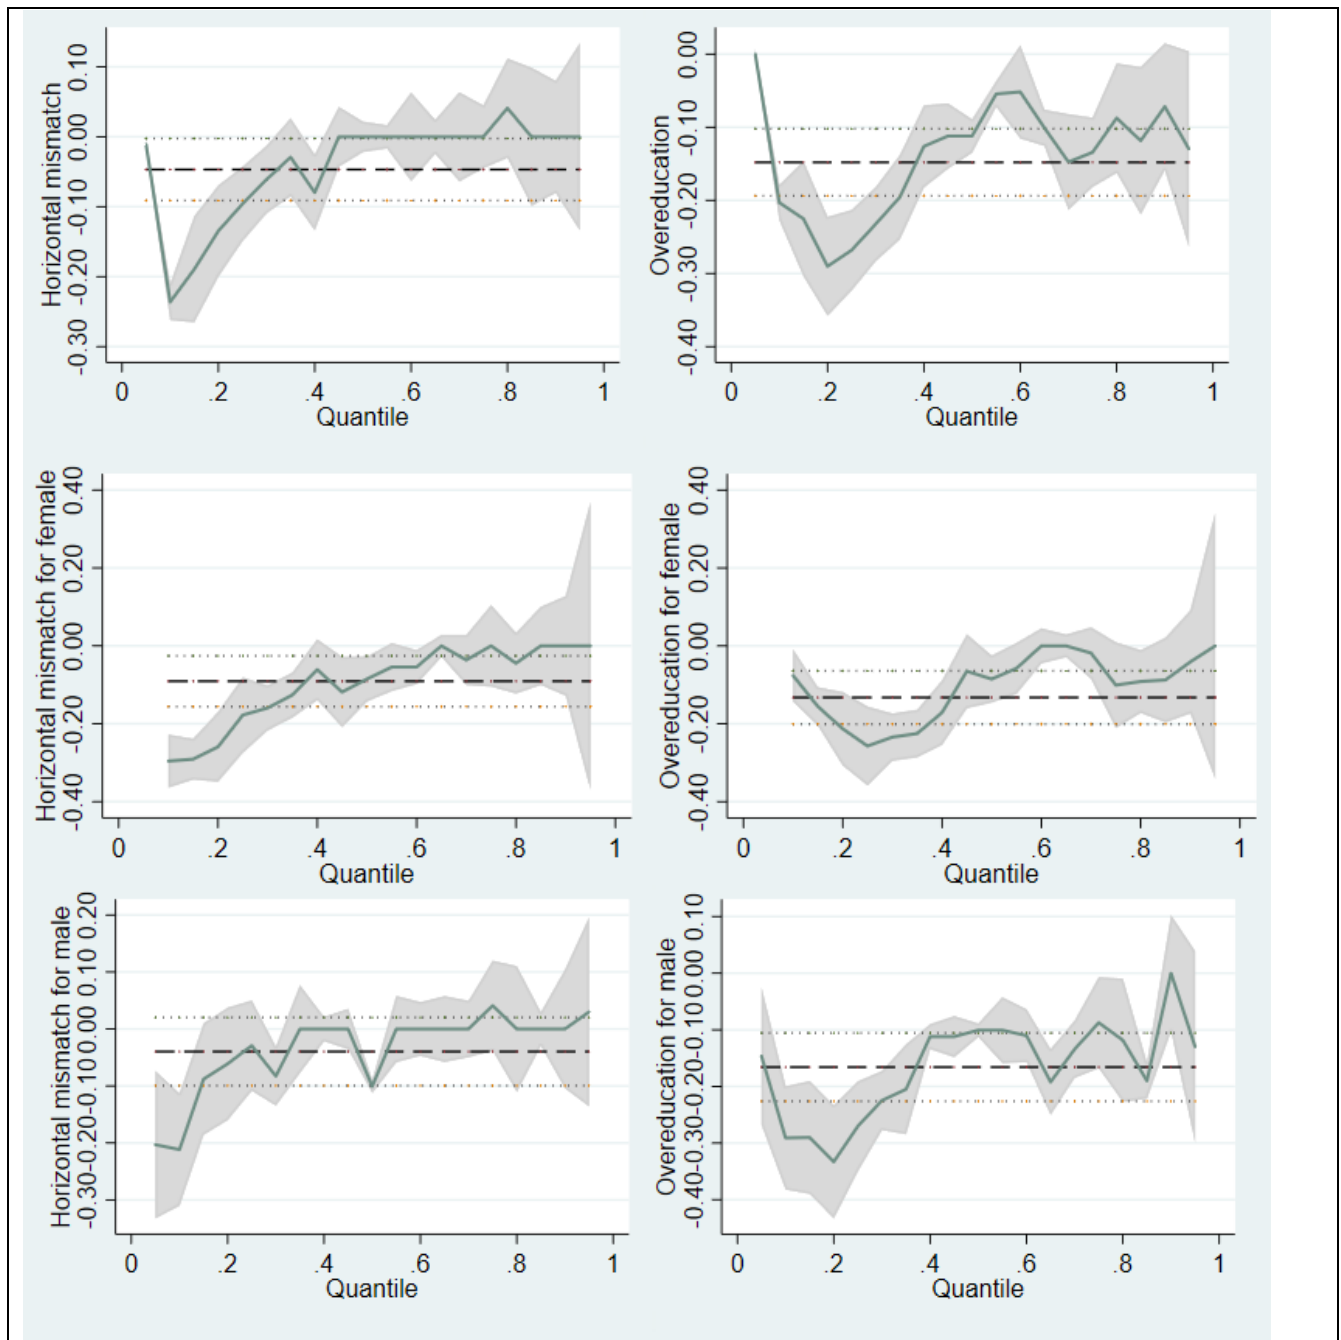 Horizontal mismatch
0.10
0.00
-0.10
-0.20
-0.30
0 .2 .4 .6 .8 1
Quantile
Overeducation
0.00
-0.10
-0.20
-0.30
-0.40
0 .2 .4 .6 .8 1
Quantile
Horizontal mismatch for female
0.40
0.20
0.00
-0.20
-0.40
0 .2 .4 .6 .8 1
Quantile
Overeducation for female
0.40
0.20
0.00
-0.20
-0.40
0 .2 .4 .6 .8 1
Quantile
Horizontal mismatch for male
0.20
0.10
0.00
-0.10
-0.20
-0.30
0 .2 .4 .6 .8 1
Quantile
Overeducation for male
0.10
0.00
-0.10
-0.20
-0.30
-0.40
0 .2 .4 .6 .8 1
Quantile